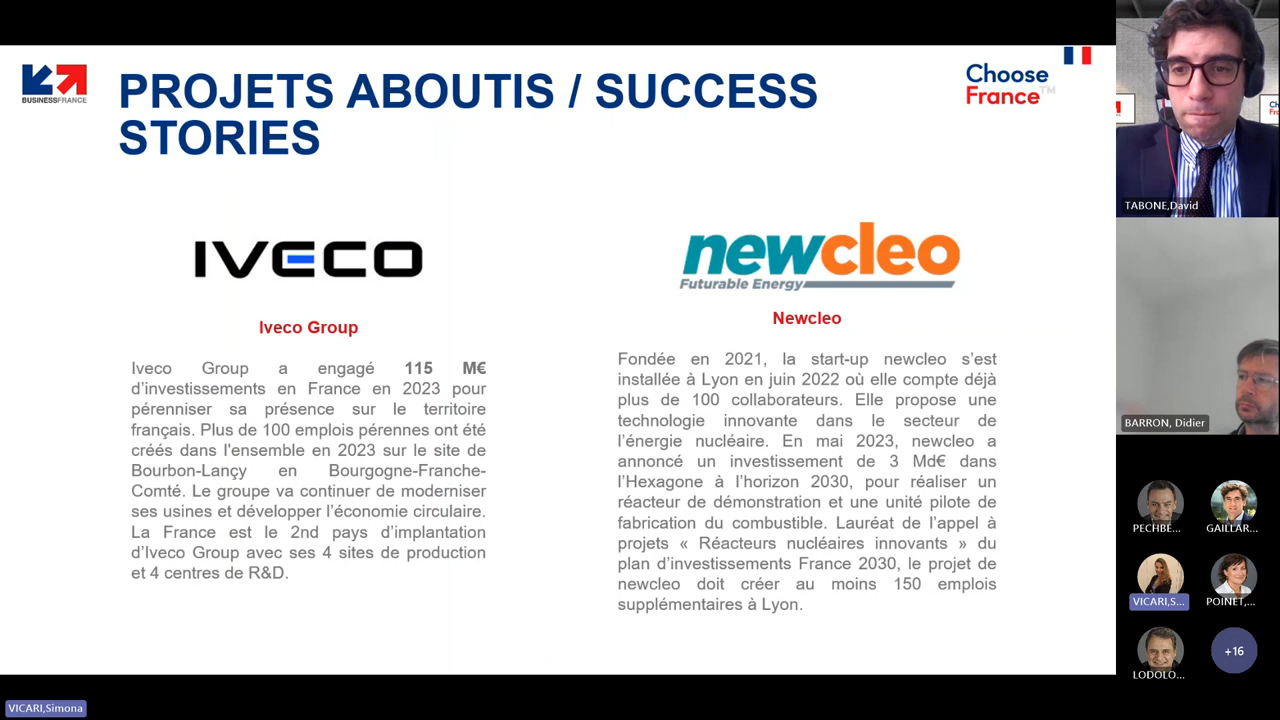 BUSINESSFRANCE
PROJETS ABOUTIS / SUCCESS
STORIES
Choose
France™
IVECO
Iveco Group
Iveco Group a engagé 115 M€
d’investissements en France en 2023 pour
pérenniser sa présence sur le territoire
français. Plus de 100 emplois pérennes ont été
créés dans l'ensemble en 2023 sur le site de
Bourbon-Lançy en Bourgogne-Franche-
Comté. Le groupe va continuer de moderniser
ses usines et développer l’économie circulaire.
La France est le 2nd pays d’implantation
d’Iveco Group avec ses 4 sites de production
et 4 centres de R&D.
newcleo
Futurable Energy
Newcleo
Fondée en 2021, la start-up newcleo s’est
installée à Lyon en juin 2022 où elle compte déjà
plus de 100 collaborateurs. Elle propose une
technologie innovante dans le secteur de
l’énergie nucléaire. En mai 2023, newcleo a
annoncé un investissement de 3 Md€ dans
l’Hexagone à l’horizon 2030, pour réaliser un
réacteur de démonstration et une unité pilote de
fabrication du combustible. Lauréat de l’appel à
projets « Réacteurs nucléaires innovants » du
plan d’investissements France 2030, le projet de
newcleo doit créer au moins 150 emplois
supplémentaires à Lyon.
TABONE,David
BARRON, Didier
PECHBE...
GAILLAR...
VICARI,S...
POINET,...
LODOLO...
+16
VICARI,Simona